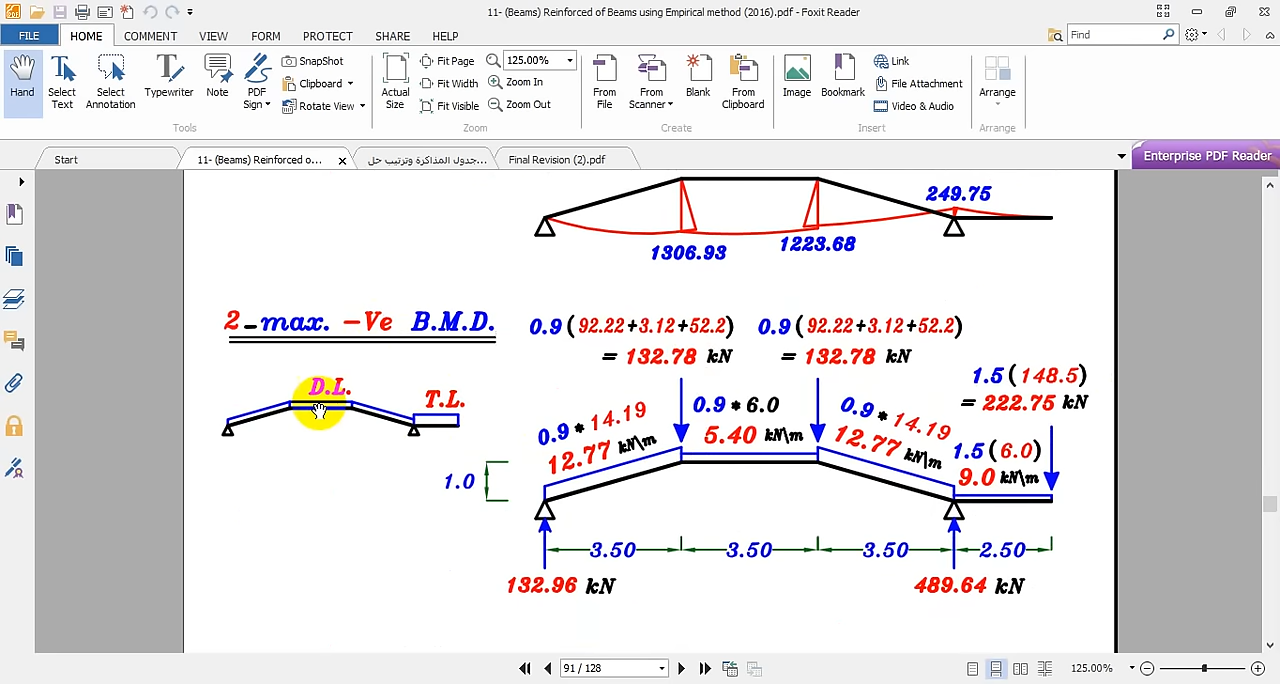 11- (Beams) Reinforced of Beams using Empirical method (2016).pdf - Foxit Reader
FILE HOME COMMENT VIEW FORM PROTECT SHARE HELP Find
Hand
Select Text
Select Annotation
Typewriter
Note
PDF Sign
SnapShot
Clipboard
Rotate View
Tools
Actual Size
Fit Page
Fit Width
Fit Visible
125.00%
Zoom In
Zoom Out
Zoom
From File
From Scanner
Blank
From Clipboard
Create
Image
Bookmark
Link
File Attachment
Video & Audio
Insert
Arrange
Arrange
Start
11- (Beams) Reinforced o...
جدول المذاكرة وترتيب حل...
Final Revision (2).pdf
Enterprise PDF Reader
249.75
1306.93
1223.68
2-max. -Ve B.M.D.
0.9(92.22+3.12+52.2)
= 132.78 kN
0.9(92.22+3.12+52.2)
= 132.78 kN
1.5(148.5)
= 222.75 kN
D.L.
T.L.
0.9*14.19
12.77 kN\m
0.9*6.0
5.40 kN\m
0.9*14.19
12.77 kN\m
1.5(6.0)
9.0 kN\m
1.0
3.50
3.50
3.50
2.50
132.96 kN
489.64 kN
91 / 128
125.00%